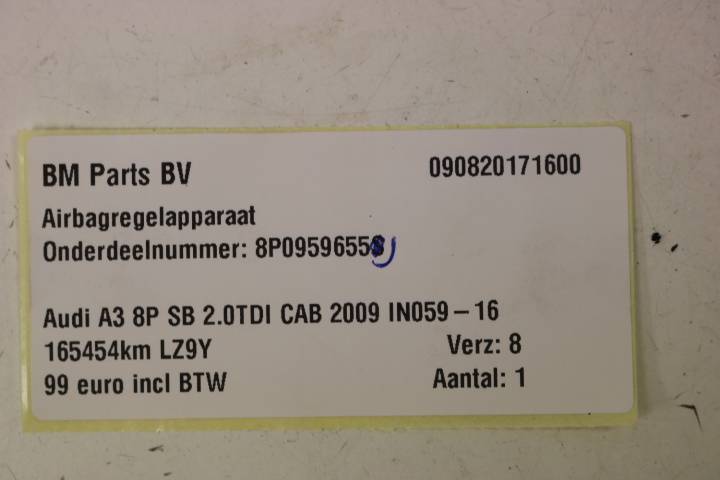 BM Parts BV 090820171600
Airbagregelapparaat
Onderdeelnummer:
Audi A3 8P SB 2.0TDI CAB 2009 IN059-16
165454km LZ9Y Verz: 8
99 euro incl BTW Aantal: 1